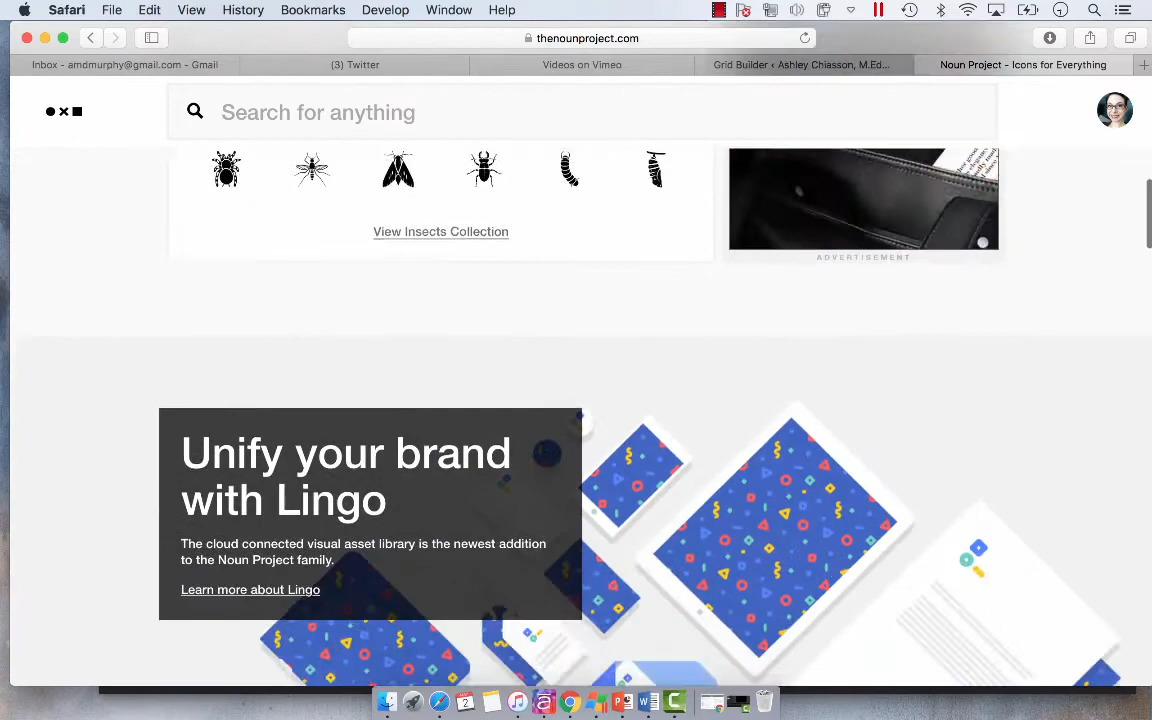 Safari File Edit View History Bookmarks Develop Window Help
thenounproject.com
Inbox - amdmurphy@gmail.com - Gmail
(3) Twitter
Videos on Vimeo
Grid Builder ‹ Ashley Chiasson, M.Ed...
Noun Project - Icons for Everything
Search for anything
View Insects Collection
ADVERTISEMENT
Unify your brand
with Lingo
The cloud connected visual asset library is the newest addition
to the Noun Project family.
Learn more about Lingo